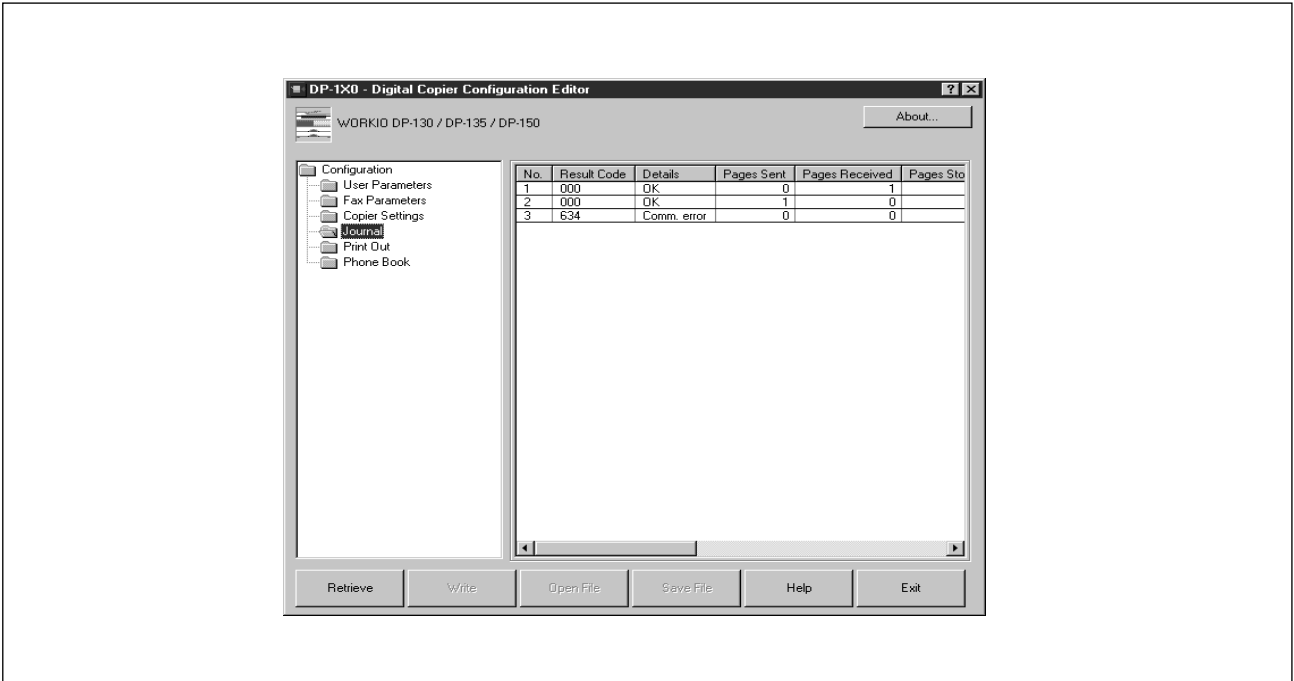 DP-1X0 - Digital Copier Configuration Editor
WORKIO DP-130 / DP-135 / DP-150
About...
Configuration
User Parameters
Fax Parameters
Copier Settings
Journal
Print Out
Phone Book
No. Result Code Details Pages Sent Pages Received Pages Sto
1 000 OK 0 1
2 000 OK 1 0
3 634 Comm. error 0 0
Retrieve Write Open File Save File Help Exit